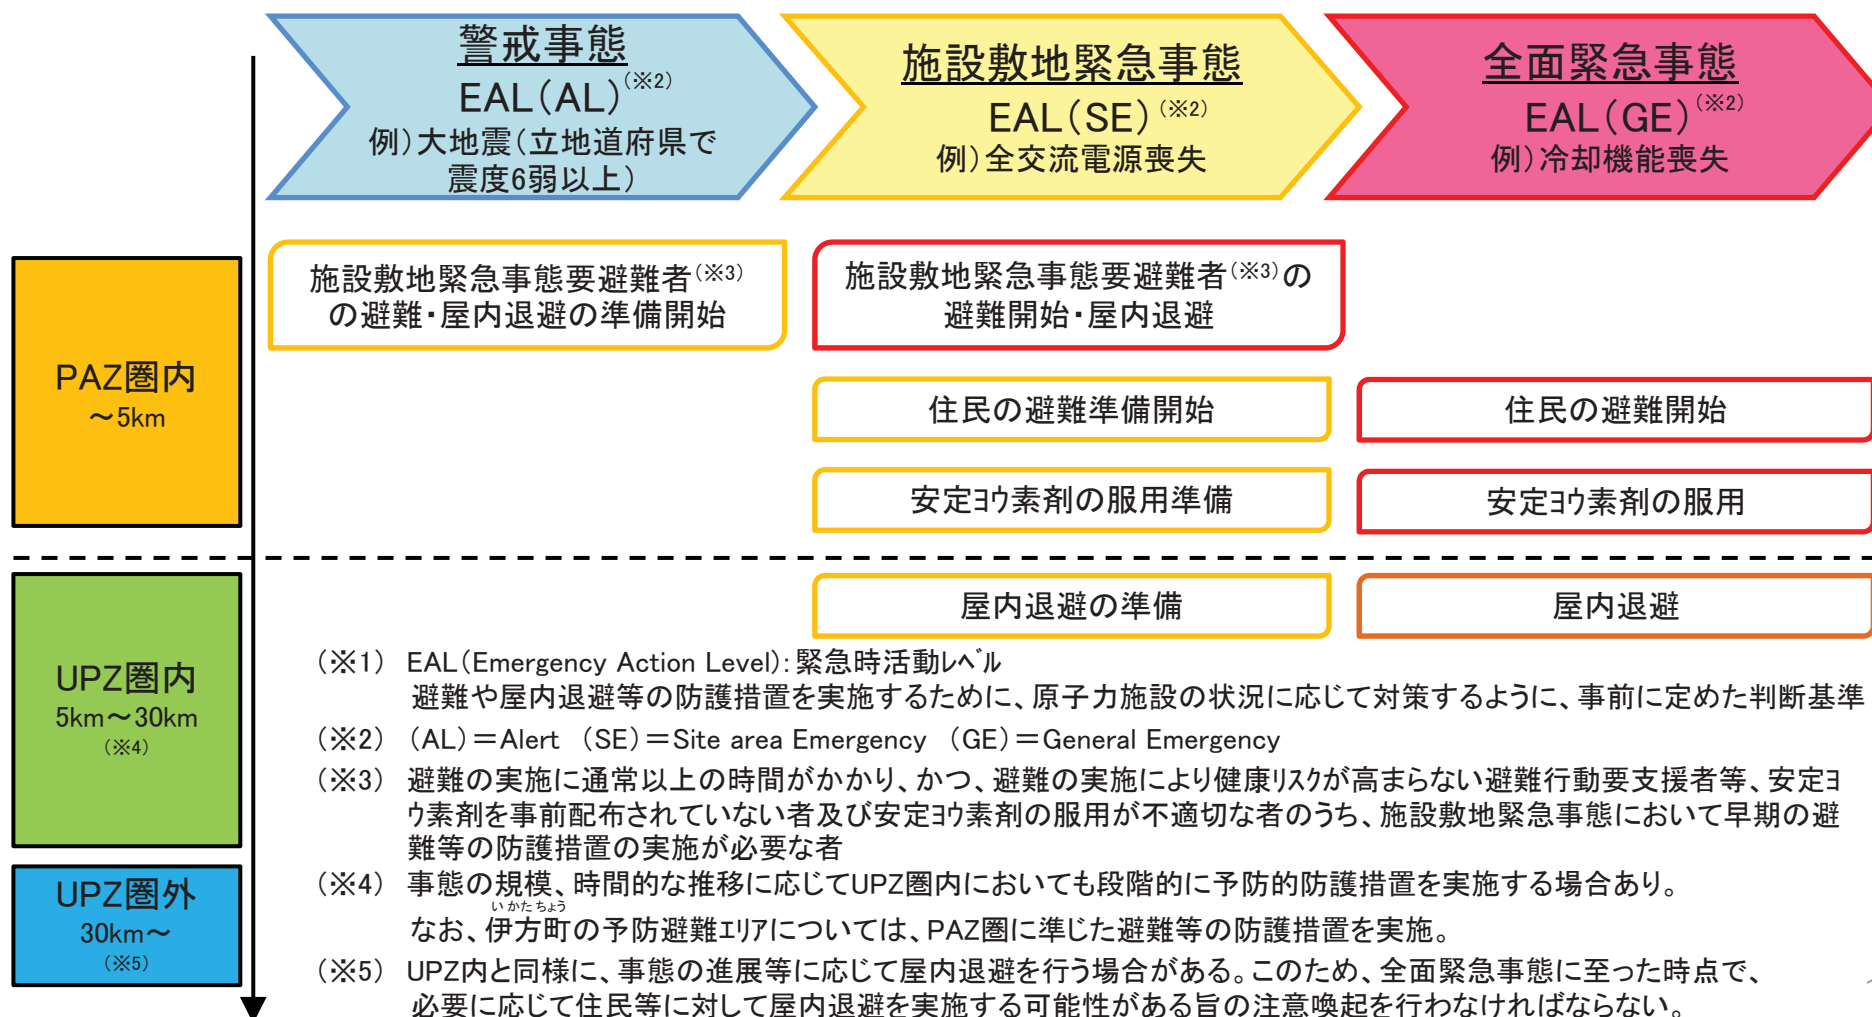 警戒事態
EAL(AL)(※2)
例)大地震(立地道府県で
震度6弱以上)
施設敷地緊急事態
EAL(SE)(※2)
例)全交流電源喪失
全面緊急事態
EAL(GE)(※2)
例)冷却機能喪失
PAZ圏内
～5km
施設敷地緊急事態要避難者(※3)
の避難・屋内退避の準備開始
施設敷地緊急事態要避難者(※3)の
避難開始・屋内退避
住民の避難準備開始
住民の避難開始
安定ﾖｳ素剤の服用準備
安定ﾖｳ素剤の服用
UPZ圏内
5km～30km
(※4)
屋内退避の準備
屋内退避
UPZ圏外
30km～
(※5)
(※1) EAL(Emergency Action Level):緊急時活動ﾚﾍﾞﾙ
避難や屋内退避等の防護措置を実施するために、原子力施設の状況に応じて対策するように、事前に定めた判断基準
(※2) (AL)＝Alert (SE)＝Site area Emergency (GE)＝General Emergency
(※3) 避難の実施に通常以上の時間がかかり、かつ、避難の実施により健康ﾘｽｸが高まらない避難行動要支援者等、安定ﾖ
ｳ素剤を事前配布されていない者及び安定ﾖｳ素剤の服用が不適切な者のうち、施設敷地緊急事態において早期の避
難等の防護措置の実施が必要な者
(※4) 事態の規模、時間的な推移に応じてUPZ圏内においても段階的に予防的防護措置を実施する場合あり。
いかたちょう
なお、伊方町の予防避難ｴﾘｱについては、PAZ圏に準じた避難等の防護措置を実施。
(※5) UPZ内と同様に、事態の進展等に応じて屋内退避を行う場合がある。このため、全面緊急事態に至った時点で、
必要に応じて住民等に対して屋内退避を実施する可能性がある旨の注意喚起を行わなければならない。